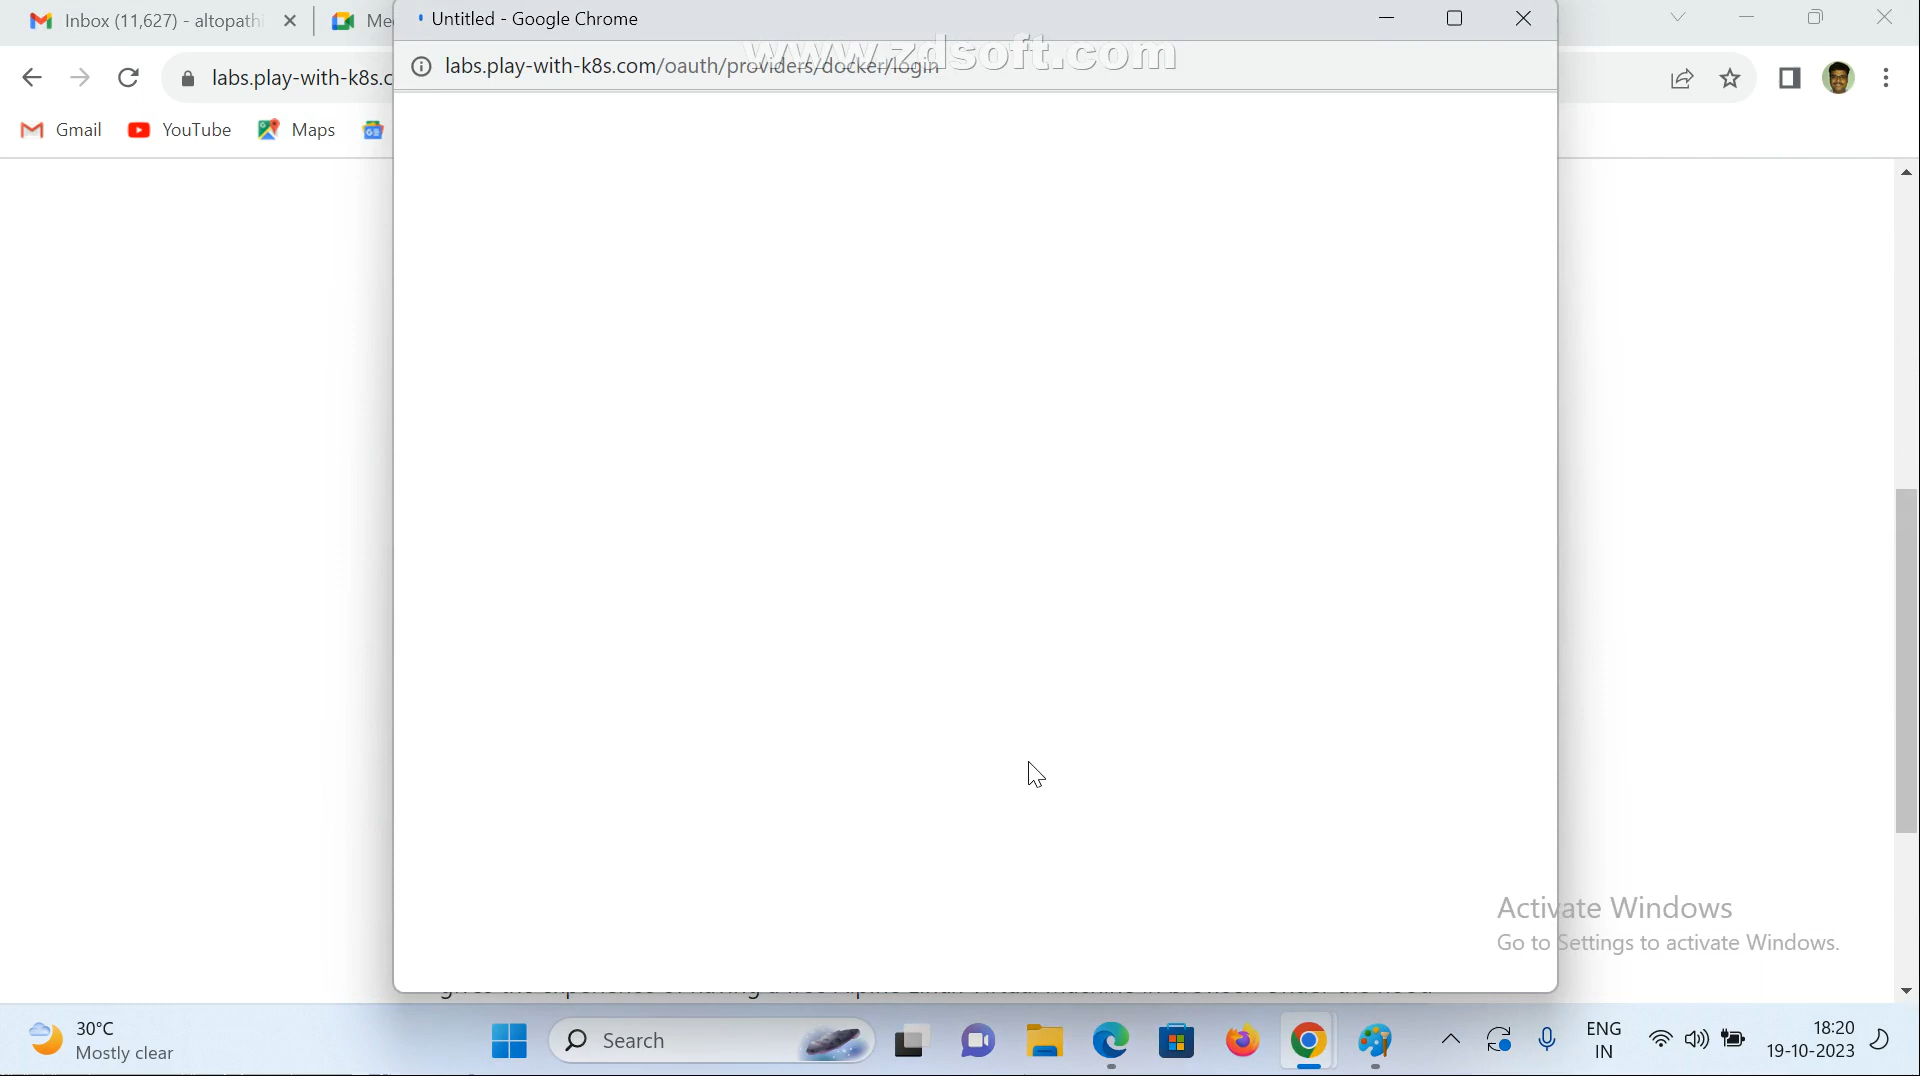 Inbox (11,627) - altopath
Me
Untitled - Google Chrome
www.zdsoft.com
labs.play-with-k8s.c
labs.play-with-k8s.com/oauth/providers/docker/login
Gmail
YouTube
Maps
Activate Windows
Go to Settings to activate Windows.
30°C
Mostly clear
Search
ENG
IN
18:20
19-10-2023